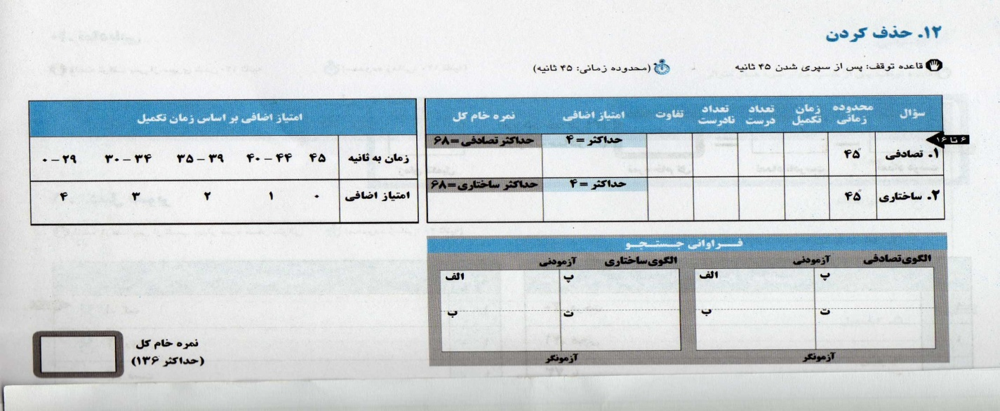 ۱۲. حذف کردن
قاعده توقف: پس از سپری شدن ۴۵ ثانیه (محدوده زمانی: ۴۵ ثانیه)
سؤال محدوده زمانی زمان تکمیل تعداد درست تعداد نادرست تفاوت امتیاز اضافی نمره خام کل
۶ تا ۱۶
حداکثر = ۴ حداکثر تصادفی = ۶۸
۱. تصادفی ۴۵″
حداکثر = ۴ حداکثر ساختاری = ۶۸
۲. ساختاری ۴۵″
امتیاز اضافی بر اساس زمان تکمیل
زمان به ثانیه ۴۵ ۴۴ – ۴۰ ۳۹ – ۳۵ ۳۴ – ۳۰ ۲۹ – ۰
امتیاز اضافی ۰ ۱ ۲ ۳ ۴
فـراوانی جـستـجـو
الگوی تصادفی آزمودنی الگوی ساختاری آزمودنی
پ الف پ الف
ت ب ت ب
آزمونگر آزمونگر
نمره خام کل
(حداکثر ۱۳۶)